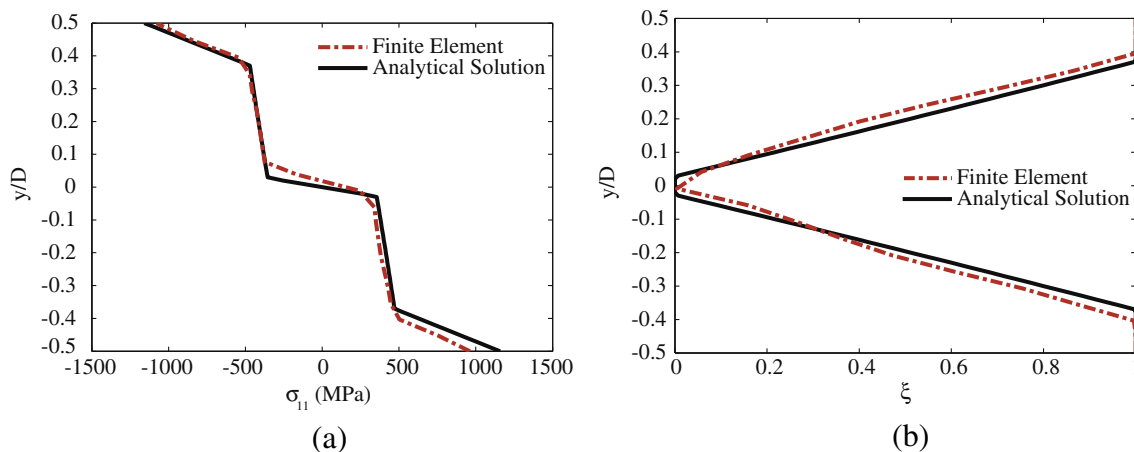 0.5
0.4
0.3
0.2
0.1
0
-0.1
-0.2
-0.3
-0.4
-0.5
y/D
-1500 -1000 -500 0 500 1000 1500
σ11 (MPa)
Finite Element
Analytical Solution
(a)
0.5
0.4
0.3
0.2
0.1
0
-0.1
-0.2
-0.3
-0.4
-0.5
y/D
0 0.2 0.4 0.6 0.8
ξ
Finite Element
Analytical Solution
(b)